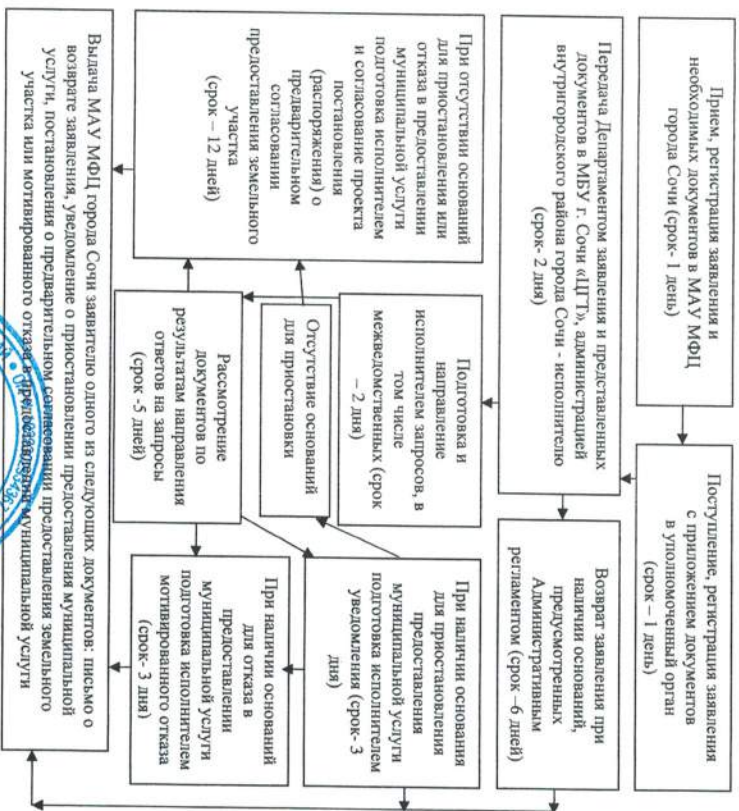 Прием, регистрация заявления и
необходимых документов в МАУ МФЦ
города Сочи (срок- 1 день)
Поступление, регистрация заявления
с приложением документов
в уполномоченный орган
(срок – 1 день)
Передача Департаментом заявления и представленных
документов в МБУ г. Сочи «ЦГТ», администрацией
внутригородского района города Сочи - исполнителю
(срок- 2 дня)
Возврат заявления при
наличии оснований,
предусмотренных
Административным
регламентом (срок –6 дней)
При отсутствии оснований
для приостановления или
отказа в предоставлении
муниципальной услуги
подготовка исполнителем
и согласование проекта
постановления
(распоряжения) о
предварительном
согласовании
предоставления земельного
участка
(срок – 12 дней)
Подготовка и
направление
исполнителем запросов, в
том числе
межведомственных (срок
– 2 дня)
При наличии основания
для приостановления
предоставления
муниципальной услуги
подготовка исполнителем
уведомления (срок- 3
дня)
Отсутствие оснований
для приостановки
Рассмотрение
документов по
результатам направления
ответов на запросы
(срок -5 дней)
При наличии оснований
для отказа в
предоставлении
муниципальной услуги
подготовка исполнителем
мотивированного отказа
(срок- 3 дня)
Выдача МАУ МФЦ города Сочи заявителю одного из следующих документов: письмо о
возврате заявления, уведомление о приостановлении предоставления муниципальной
услуги, постановления о предварительном согласовании предоставления земельного
участка или мотивированного отказа в предоставлении муниципальной услуги